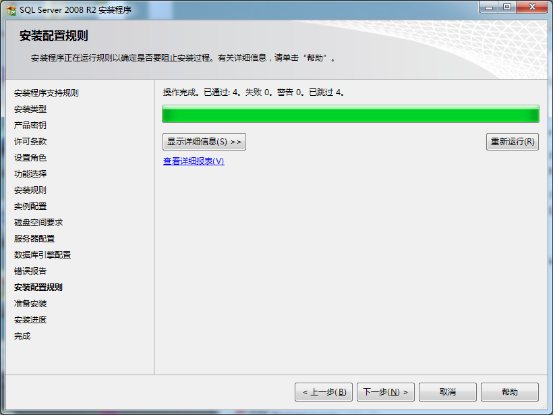 SQL Server 2008 R2 安装程序
安装配置规则
安装程序正在运行规则以确定是否要阻止安装过程。有关详细信息，请单击“帮助”。
安装程序支持规则
安装类型
产品密钥
许可条款
设置角色
功能选择
安装规则
实例配置
磁盘空间要求
服务器配置
数据库引擎配置
错误报告
安装配置规则
准备安装
安装进度
完成
操作完成。已通过: 4。失败 0。警告 0。已跳过 4。
显示详细信息(S) >>
重新运行(R)
查看详细报表(V)
< 上一步(B)
下一步(N) >
取消
帮助